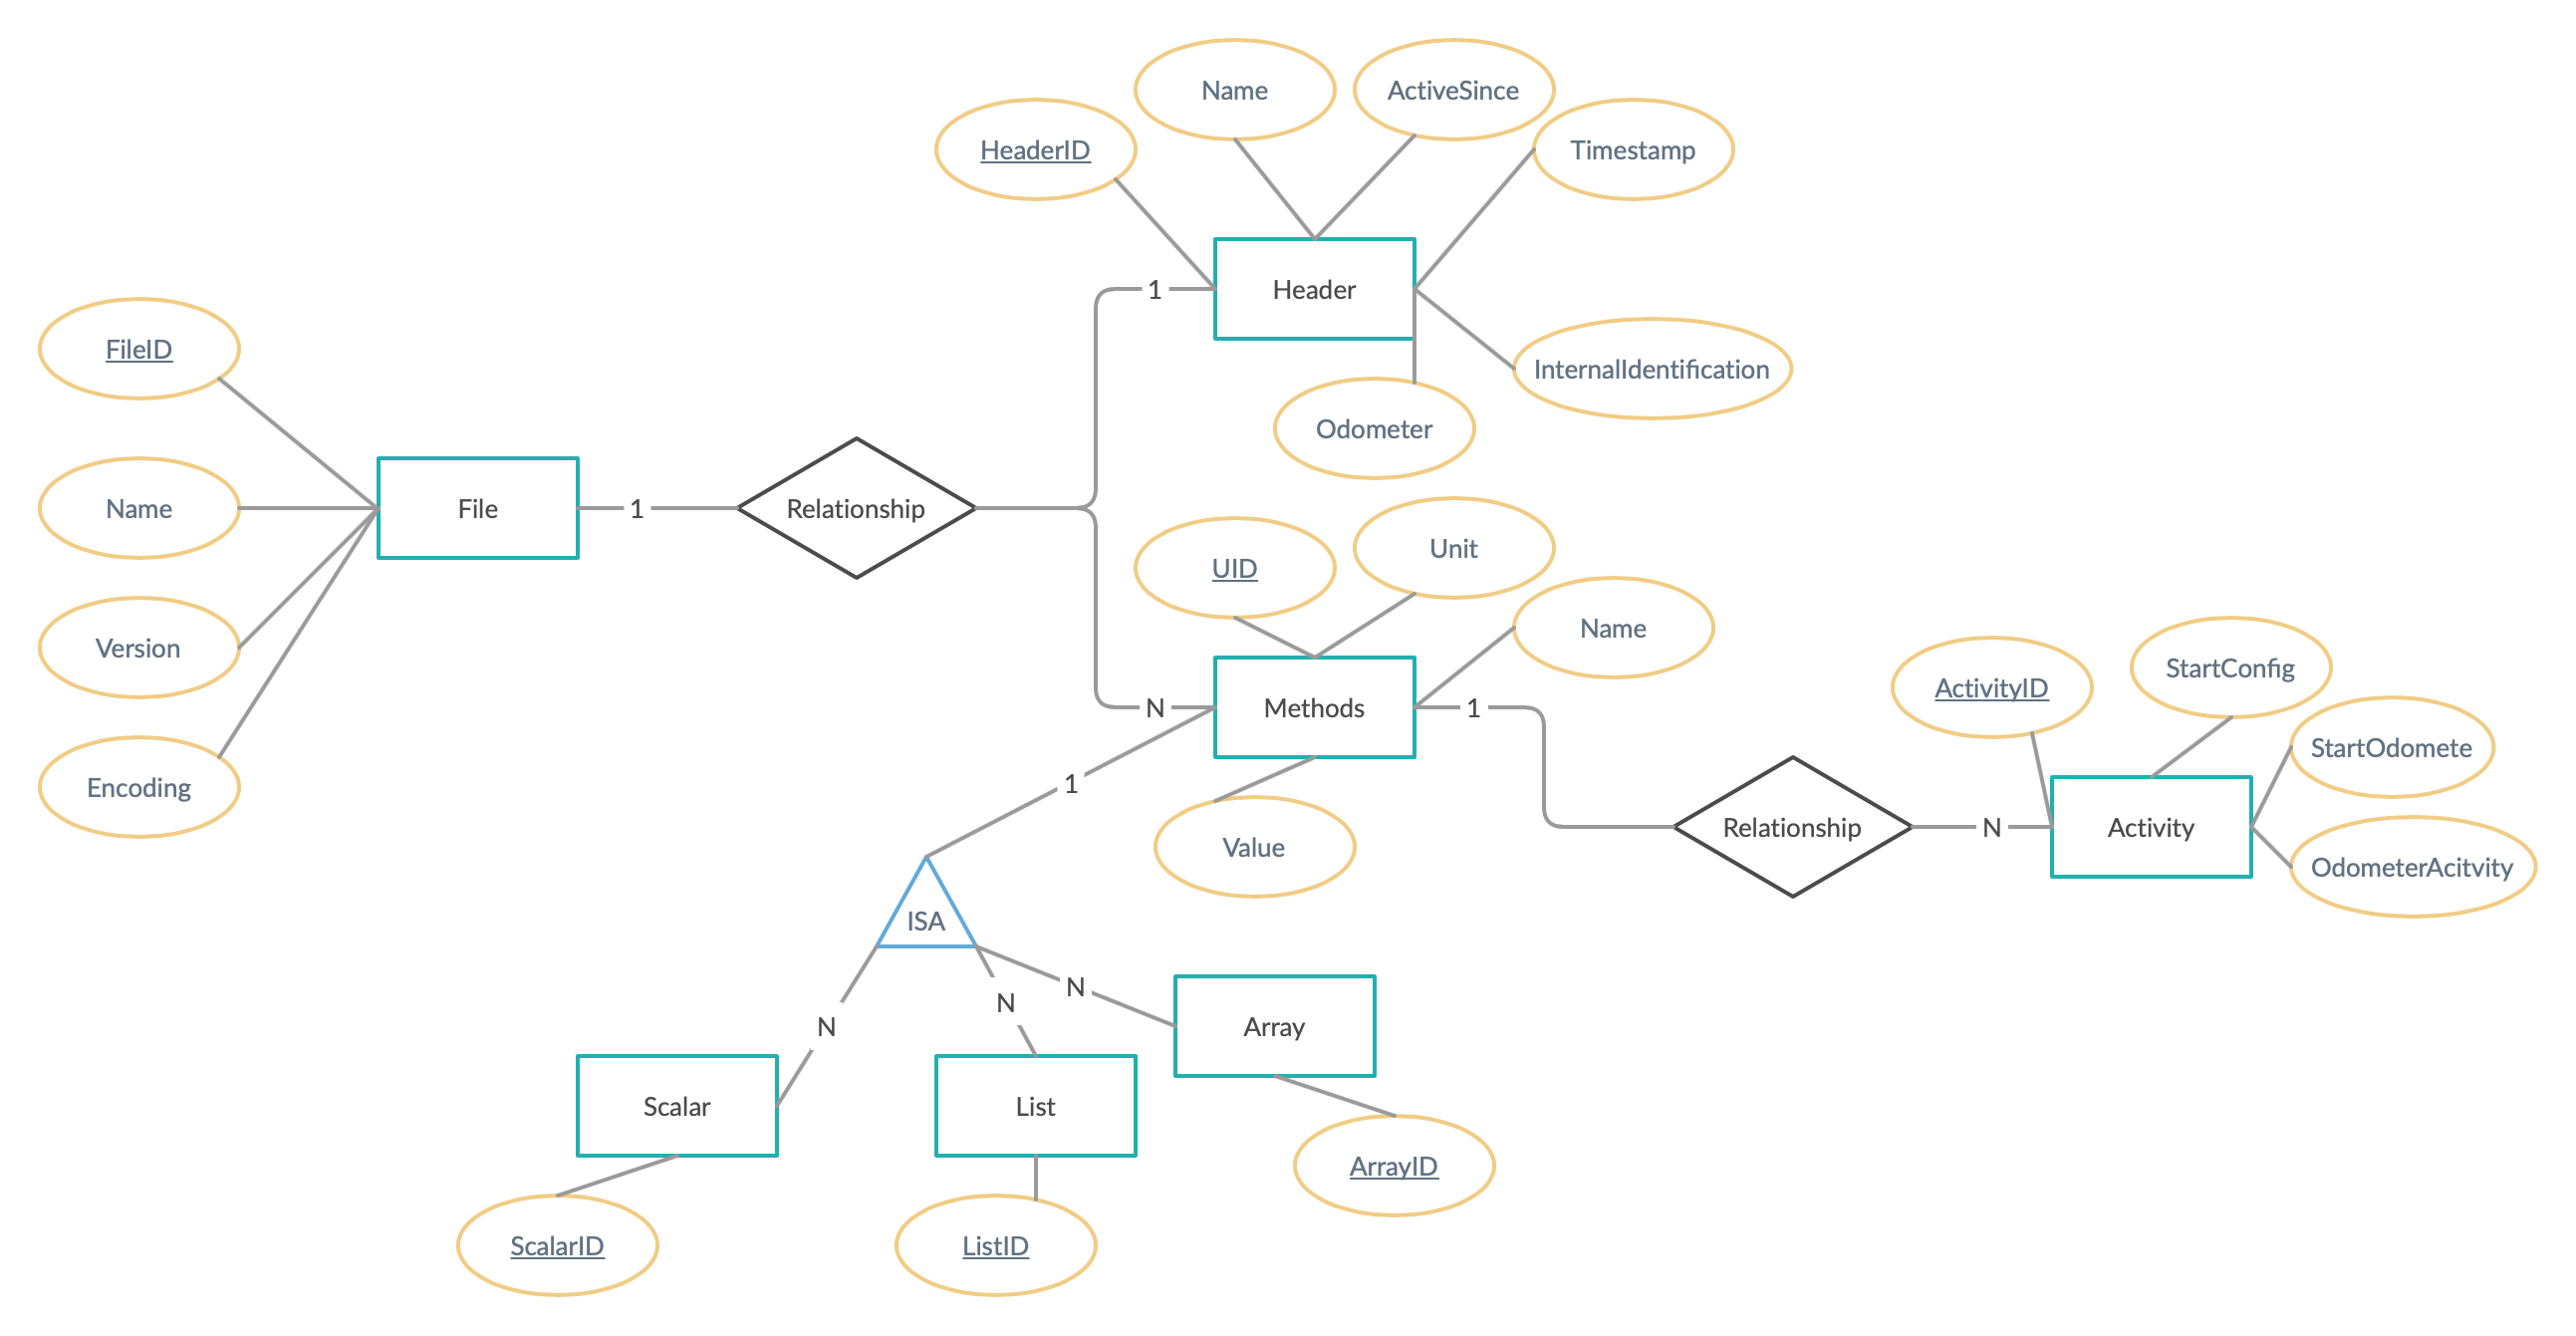 Name
ActiveSince
HeaderID
Timestamp
1
Header
FileID
InternalIdentification
Odometer
Name
File
1
Relationship
Unit
UID
Name
Version
StartConfig
ActivityID
N
Methods
1
StartOdomete
Encoding
1
Value
Relationship
N
Activity
OdometerAcitvity
ISA
N
N
N
Array
Scalar
List
ArrayID
ScalarID
ListID